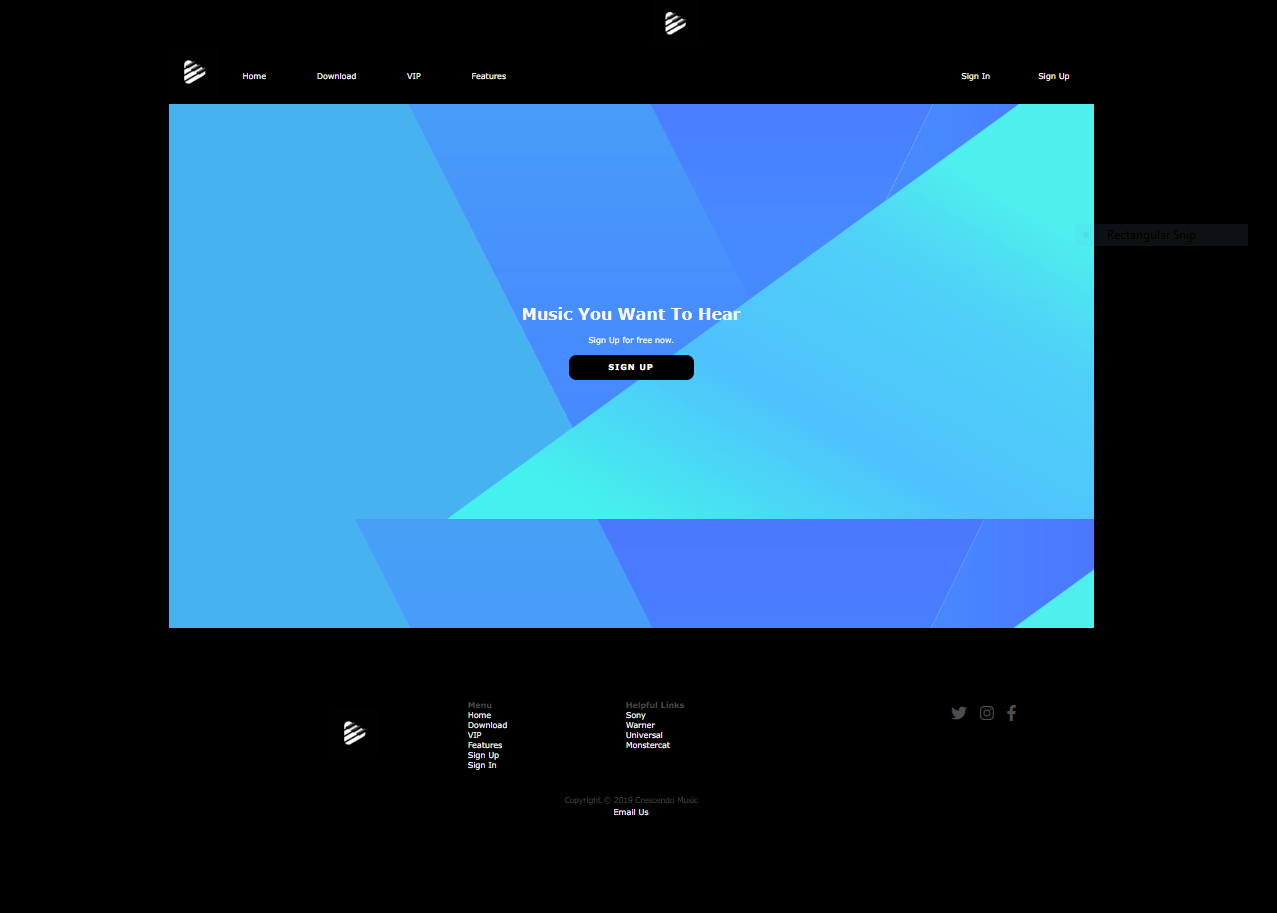 Home Download VIP Features Sign In Sign Up
Rectangular Snip
Music You Want To Hear
Sign Up for free now.
SIGN UP
Menu
Home
Download
VIP
Features
Sign Up
Sign In
Helpful Links
Sony
Warner
Universal
Monstercat
Copyright © 2019 Crescendo Music
Email Us